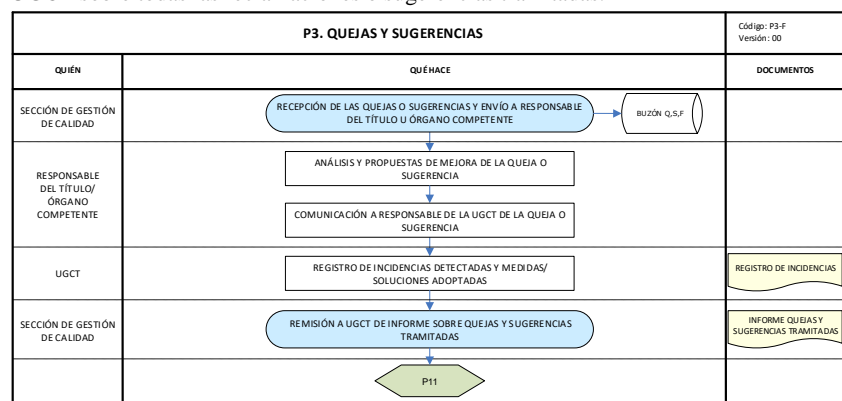 P3. QUEJAS Y SUGERENCIAS
Código: P3-F
Versión: 00
QUIÉN
QUÉ HACE
DOCUMENTOS
SECCIÓN DE GESTIÓN
DE CALIDAD
RECEPCIÓN DE LAS QUEJAS O SUGERENCIAS Y ENVÍO A RESPONSABLE
DEL TÍTULO U ÓRGANO COMPETENTE
BUZÓN Q,S,F
RESPONSABLE
DEL TÍTULO/
ÓRGANO
COMPETENTE
ANÁLISIS Y PROPUESTAS DE MEJORA DE LA QUEJA O
SUGERENCIA
COMUNICACIÓN A RESPONSABLE DE LA UGCT DE LA QUEJA O
SUGERENCIA
UGCT
REGISTRO DE INCIDENCIAS DETECTADAS Y MEDIDAS/
SOLUCIONES ADOPTADAS
REGISTRO DE INCIDENCIAS
SECCIÓN DE GESTIÓN
DE CALIDAD
REMISIÓN A UGCT DE INFORME SOBRE QUEJAS Y SUGERENCIAS
TRAMITADAS
INFORME QUEJAS Y
SUGERENCIAS TRAMITADAS
P11